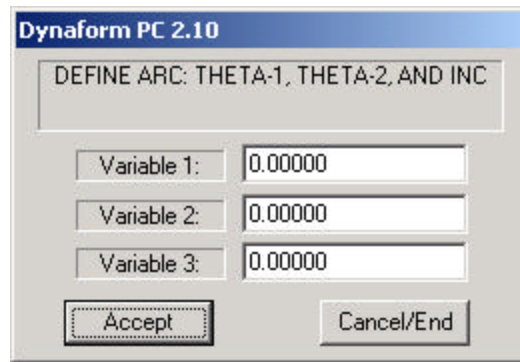 Dynaform PC 2.10
DEFINE ARC: THETA-1, THETA-2, AND INC
Variable 1: 0.00000
Variable 2: 0.00000
Variable 3: 0.00000
Accept Cancel/End